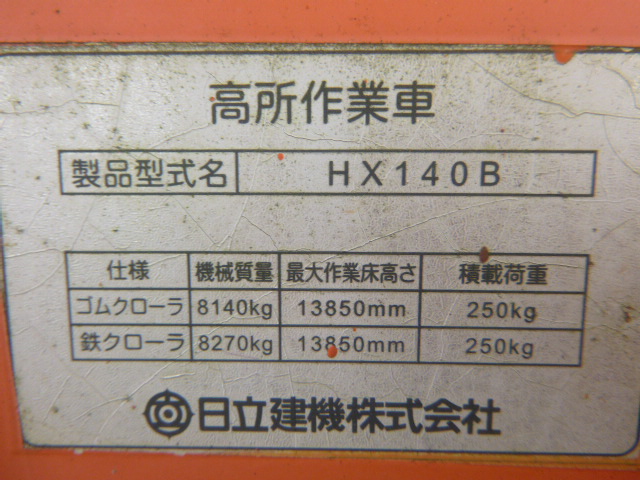 高所作業車
製品型式名 HX140B
仕様 機械質量 最大作業床高さ 積載荷重
ゴムクローラ 8140kg 13850mm 250kg
鉄クローラ 8270kg 13850mm 250kg
日立建機株式会社